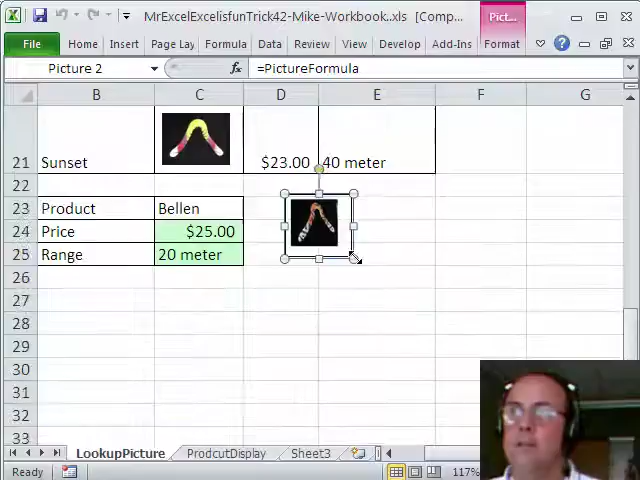 MrExcelExcelisfunTrick42-Mike-Workbook..xls [Comp... Pict...
File Home Insert Page Lay Formula Data Review View Develop Add-Ins Format
Picture 2 fx =PictureFormula
B C D E F G
21 Sunset $23.00 40 meter
22
23 Product Bellen
24 Price $25.00
25 Range 20 meter
26
27
28
29
30
31
32
33
LookupPicture ProdcutDisplay Sheet3
Ready 117%